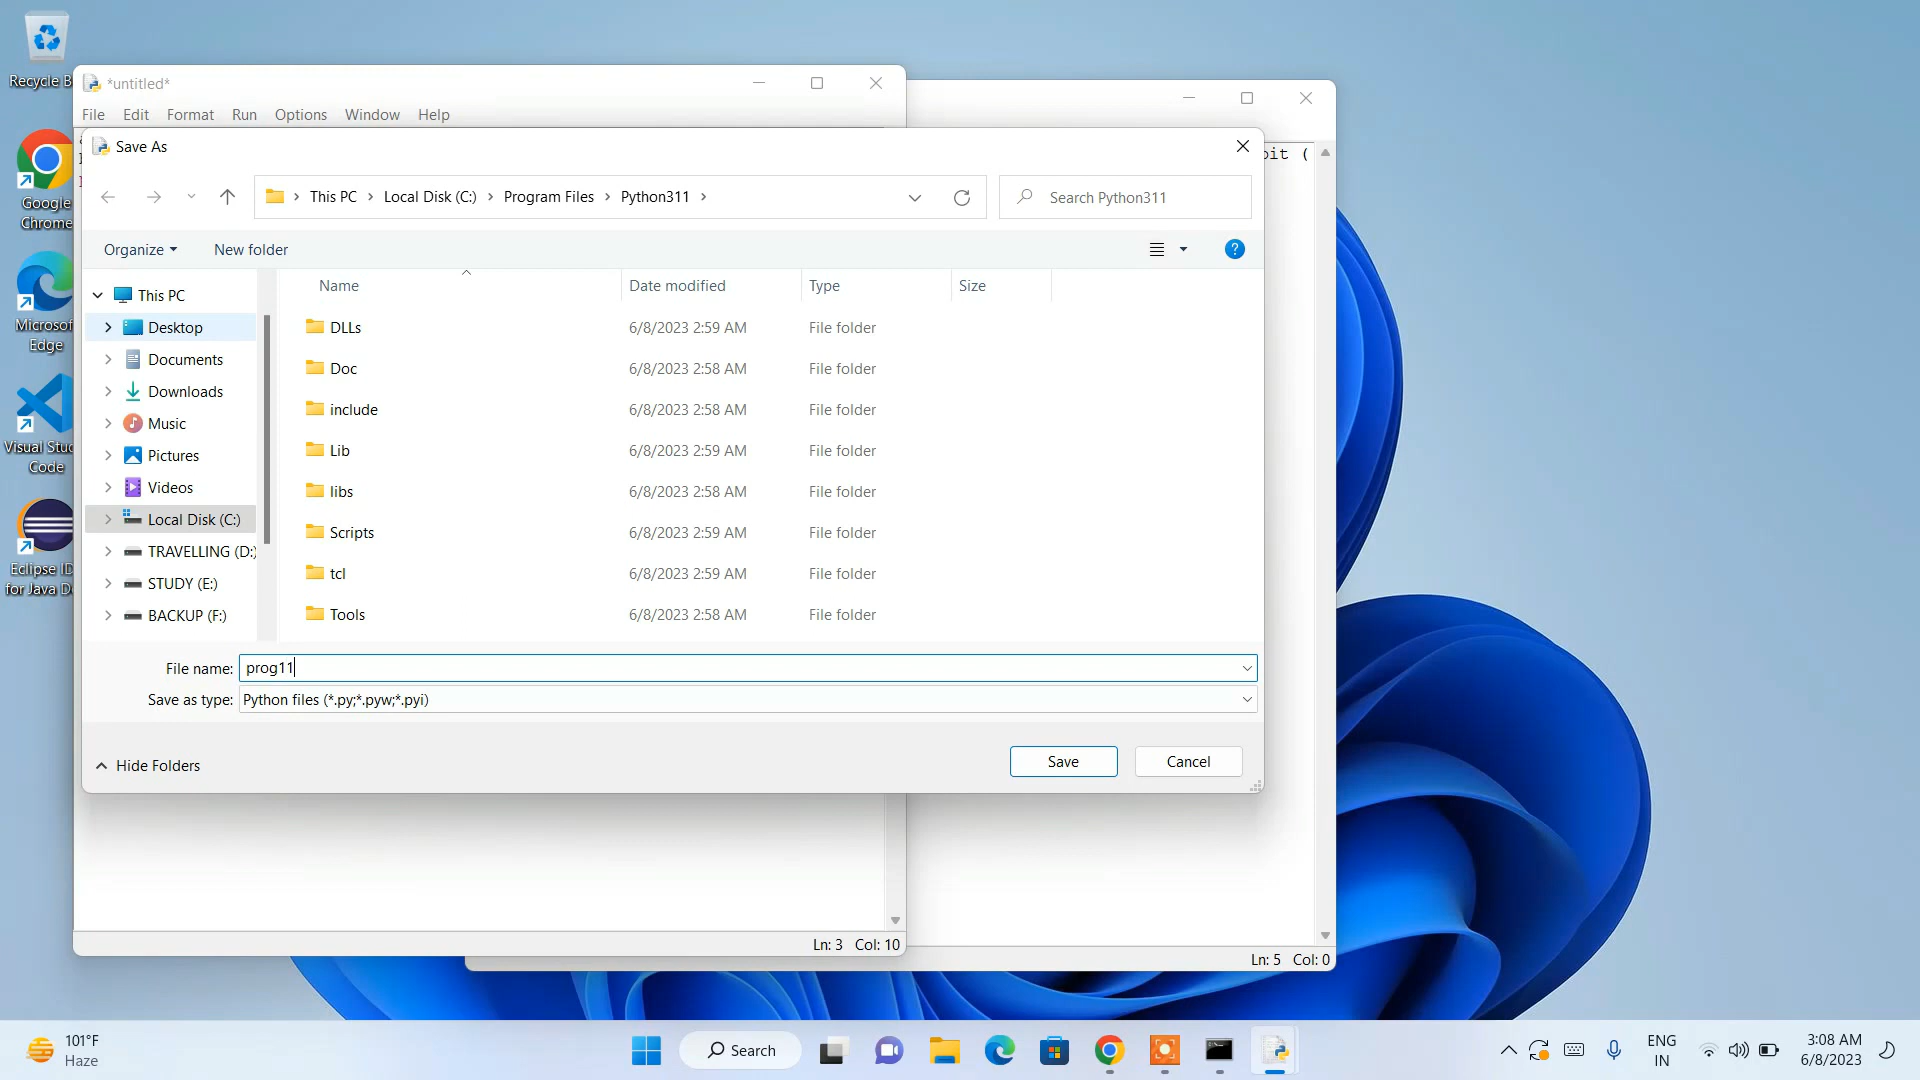 Recycle B
Google
Chrome
Microsof
Edge
Visual Stu
Code
Eclipse ID
for Java D
*untitled*
File Edit Format Run Options Window Help
bit (
Save As
This PC > Local Disk (C:) > Program Files > Python311 >
Search Python311
Organize
New folder
?
This PC
Desktop
Documents
Downloads
Music
Pictures
Videos
Local Disk (C:)
TRAVELLING (D:)
STUDY (E:)
BACKUP (F:)
Name Date modified Type Size
DLLs 6/8/2023 2:59 AM File folder
Doc 6/8/2023 2:58 AM File folder
include 6/8/2023 2:58 AM File folder
Lib 6/8/2023 2:59 AM File folder
libs 6/8/2023 2:58 AM File folder
Scripts 6/8/2023 2:59 AM File folder
tcl 6/8/2023 2:59 AM File folder
Tools 6/8/2023 2:58 AM File folder
File name: prog11
Save as type: Python files (*.py;*.pyw;*.pyi)
Hide Folders
Save
Cancel
Ln: 3 Col: 10
Ln: 5 Col: 0
101°F
Haze
Search
ENG
IN
3:08 AM
6/8/2023